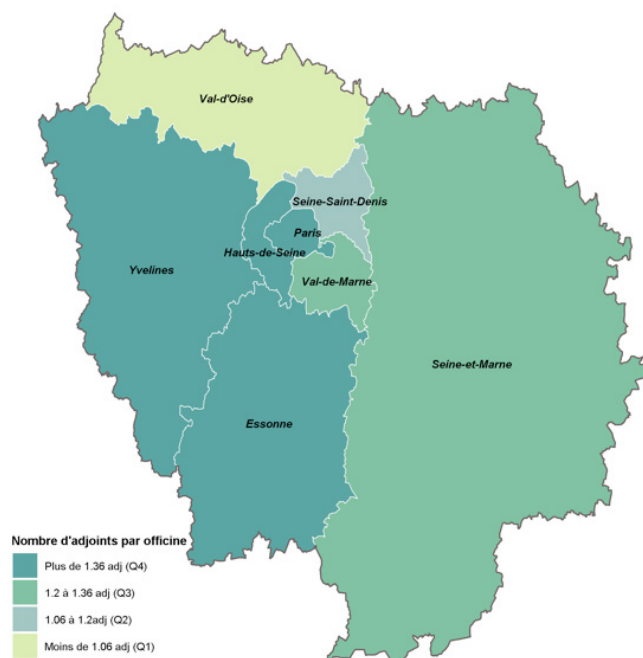 Val-d'Oise
Seine-Saint-Denis
Paris
Hauts-de-Seine
Yvelines
Val-de-Marne
Seine-et-Marne
Essonne
Nombre d'adjoints par officine
Plus de 1.36 adj (Q4)
1.2 à 1.36 adj (Q3)
1.06 à 1.2adj (Q2)
Moins de 1.06 adj (Q1)